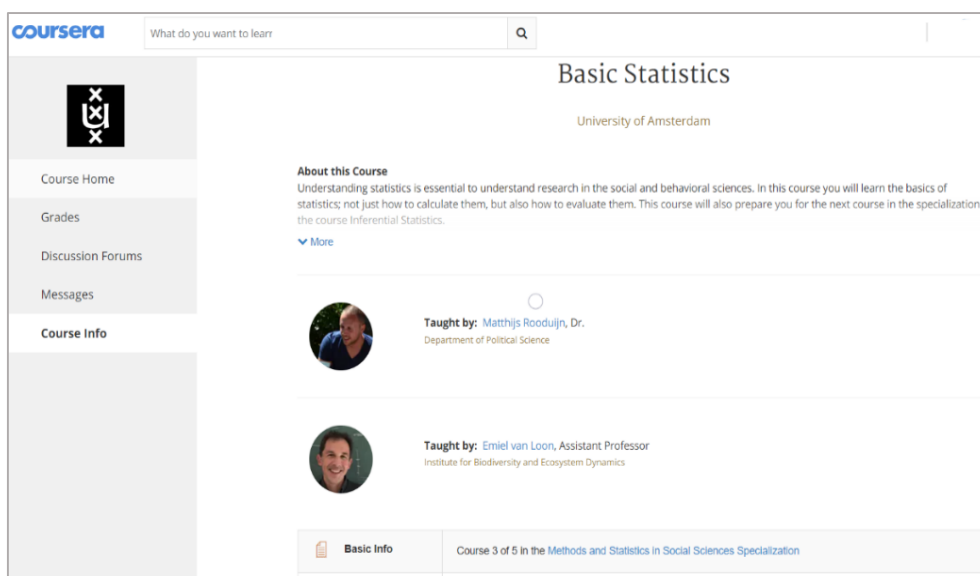 coursera
What do you want to learn
Basic Statistics
University of Amsterdam
Course Home
Grades
Discussion Forums
Messages
Course Info
About this Course
Understanding statistics is essential to understand research in the social and behavioral sciences. In this course you will learn the basics of
statistics; not just how to calculate them, but also how to evaluate them. This course will also prepare you for the next course in the specialization
the course Inferential Statistics.
More
Taught by: Matthijs Rooduijn, Dr.
Department of Political Science
Taught by: Emiel van Loon, Assistant Professor
Institute for Biodiversity and Ecosystem Dynamics
Basic Info
Course 3 of 5 in the Methods and Statistics in Social Sciences Specialization